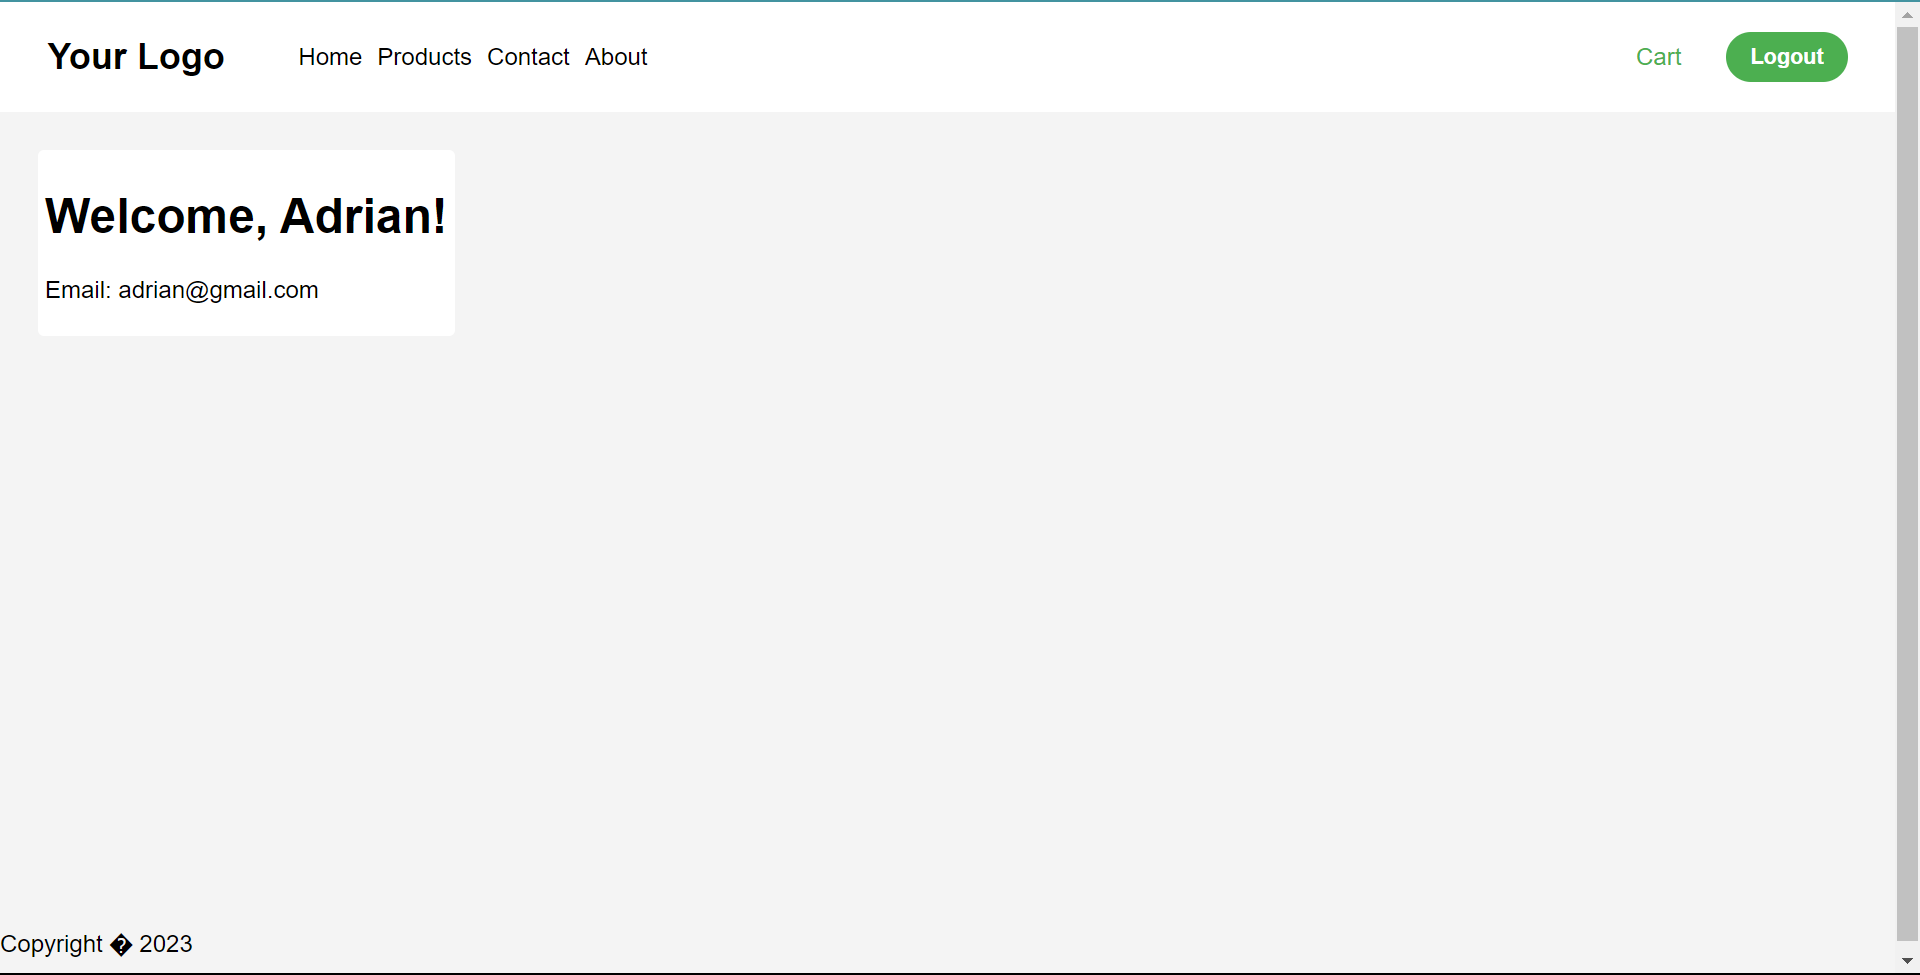 Your Logo Home Products Contact About Cart Logout
Welcome, Adrian!
Email: adrian@gmail.com
Copyright � 2023